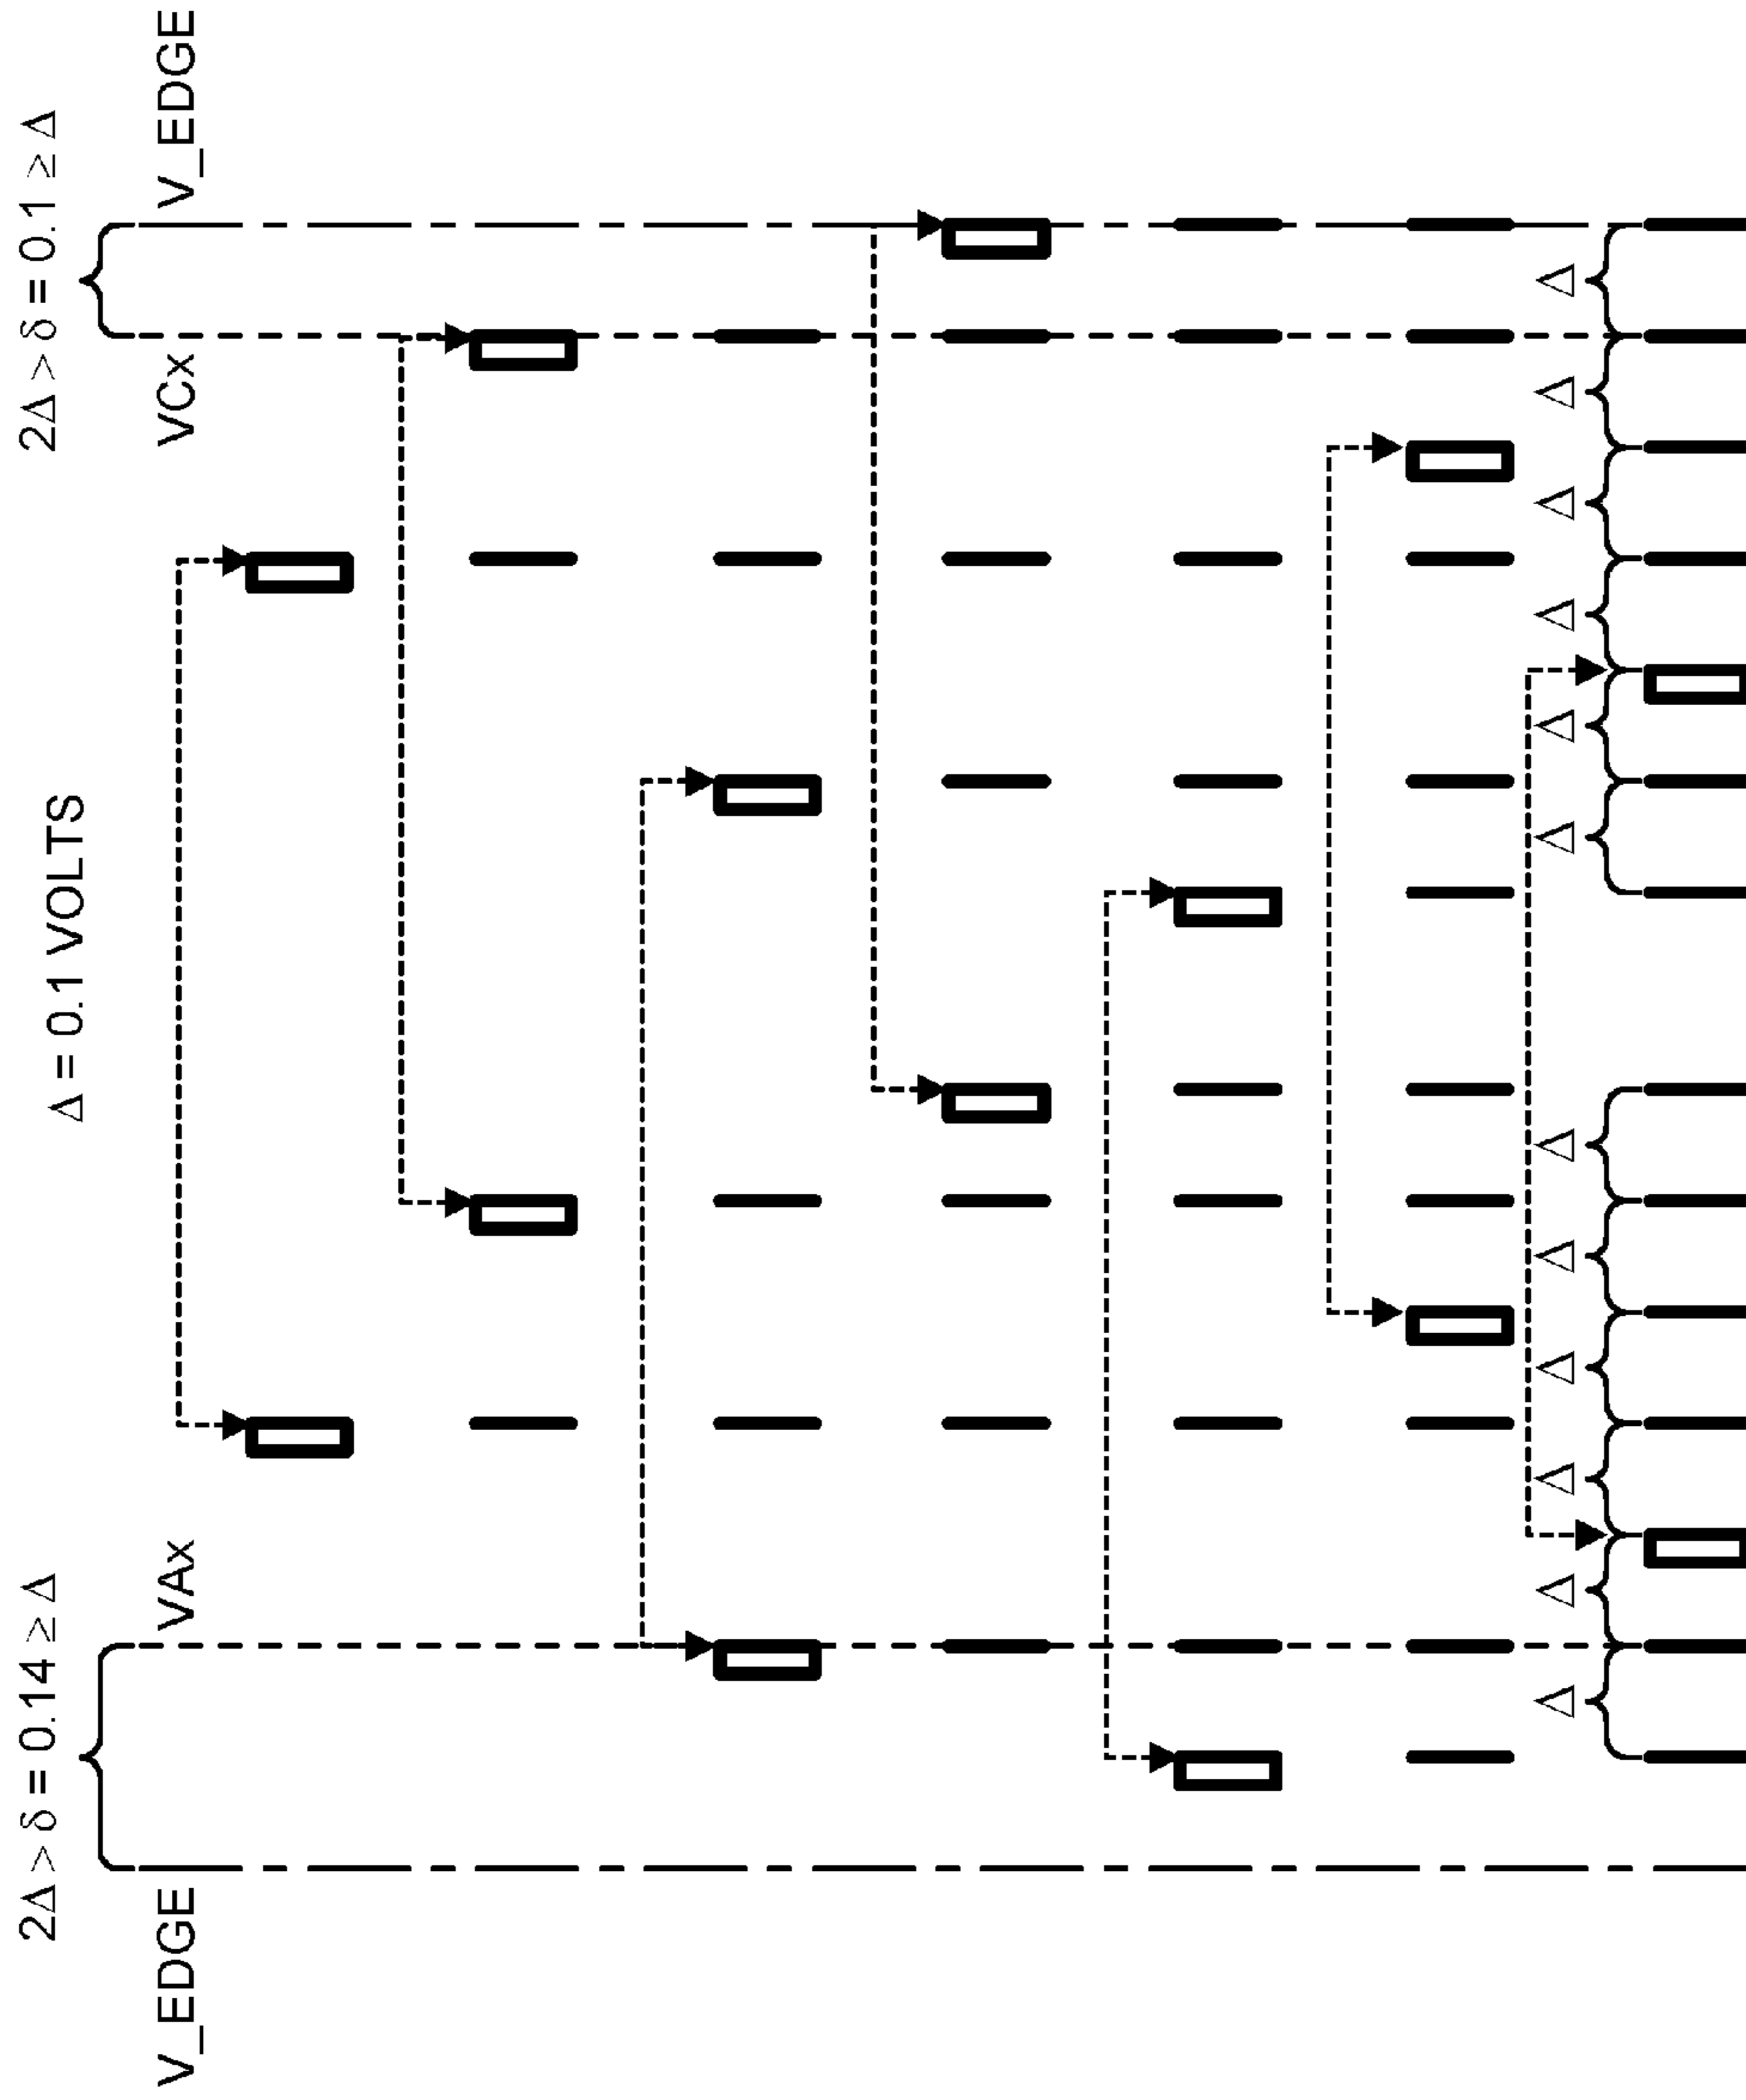 2Δ > δ = 0.14 ≥ Δ
Δ = 0.1 VOLTS
2Δ > δ = 0.1 ≥ Δ
V_EDGE
VAx
VCx
V_EDGE
Δ Δ Δ Δ Δ Δ Δ Δ Δ Δ Δ Δ